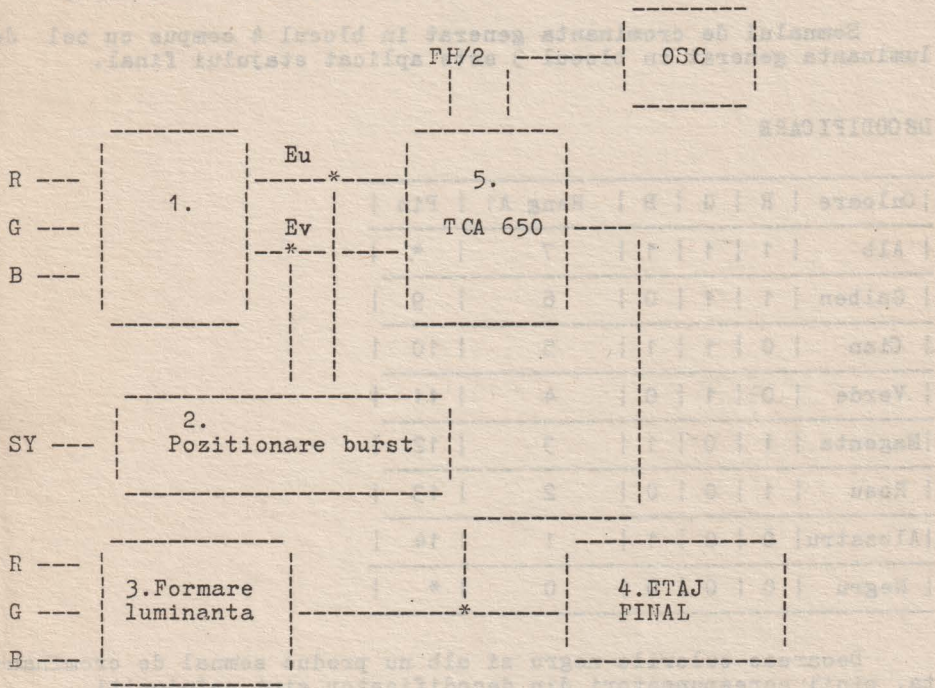 FH/2
OSC
Eu
R
1.
5.
G
Ev
TCA 650
B
2.
SY
Pozitionare burst
R
3.Formare
4.ETAJ
G
luminanta
FINAL
B